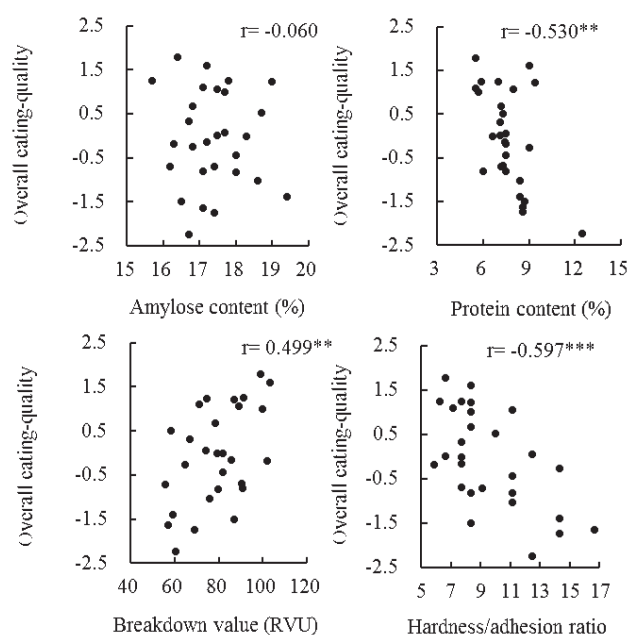 r= -0.060
2.5
1.5
0.5
-0.5
-1.5
-2.5
Overall cating-quality
15 16 17 18 19 20
Amylose content (%)
r= -0.530**
2.5
1.5
0.5
-0.5
-1.5
-2.5
Overall cating-quality
3 6 9 12 15
Protein content (%)
r= 0.499**
2.5
1.5
0.5
-0.5
-1.5
-2.5
Overall cating-quality
40 60 80 100 120
Breakdown value (RVU)
r= -0.597***
2.5
1.5
0.5
-0.5
-1.5
-2.5
Overall cating-quality
5 7 9 11 13 15 17
Hardness/adhesion ratio